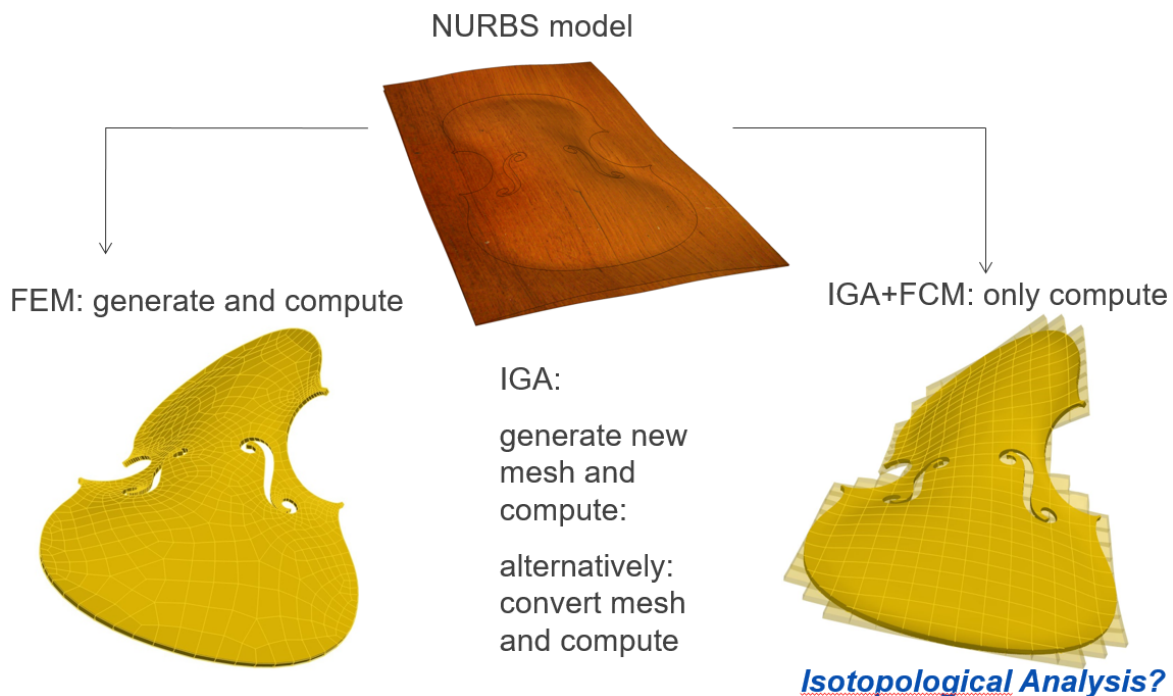 NURBS model
FEM: generate and compute
IGA+FCM: only compute
IGA:
generate new
mesh and
compute:
alternatively:
convert mesh
and compute
Isotopological Analysis?